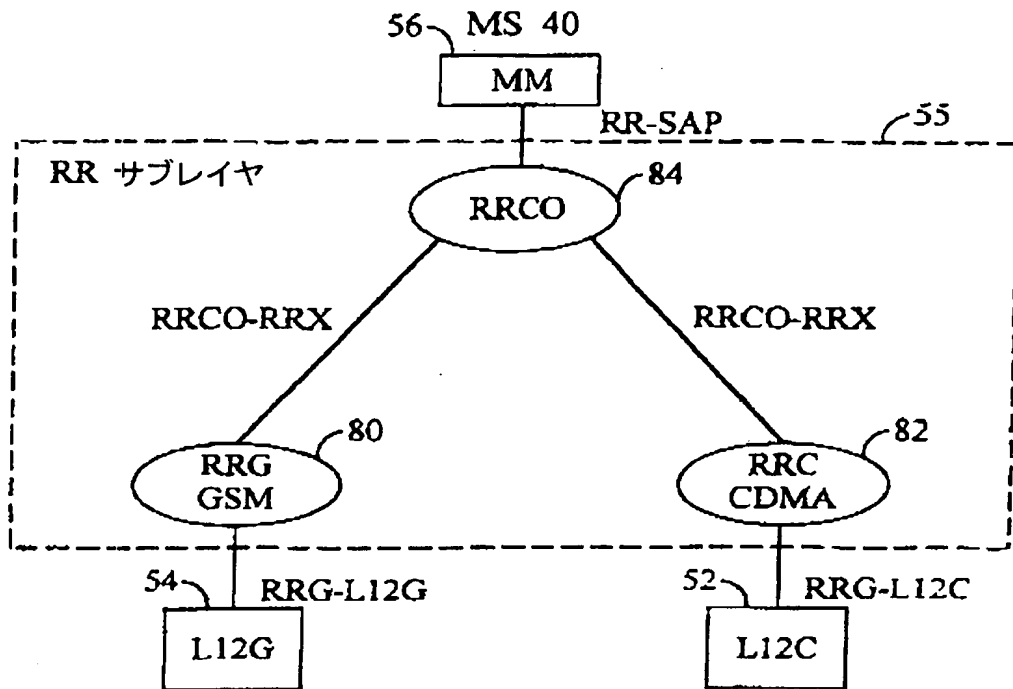 MS 40
56
MM
RR-SAP
55
RR サブレイヤ
84
RRCO
RRCO-RRX
RRCO-RRX
80
82
RRG
GSM
RRC
CDMA
54
RRG-L12G
52
RRG-L12C
L12G
L12C